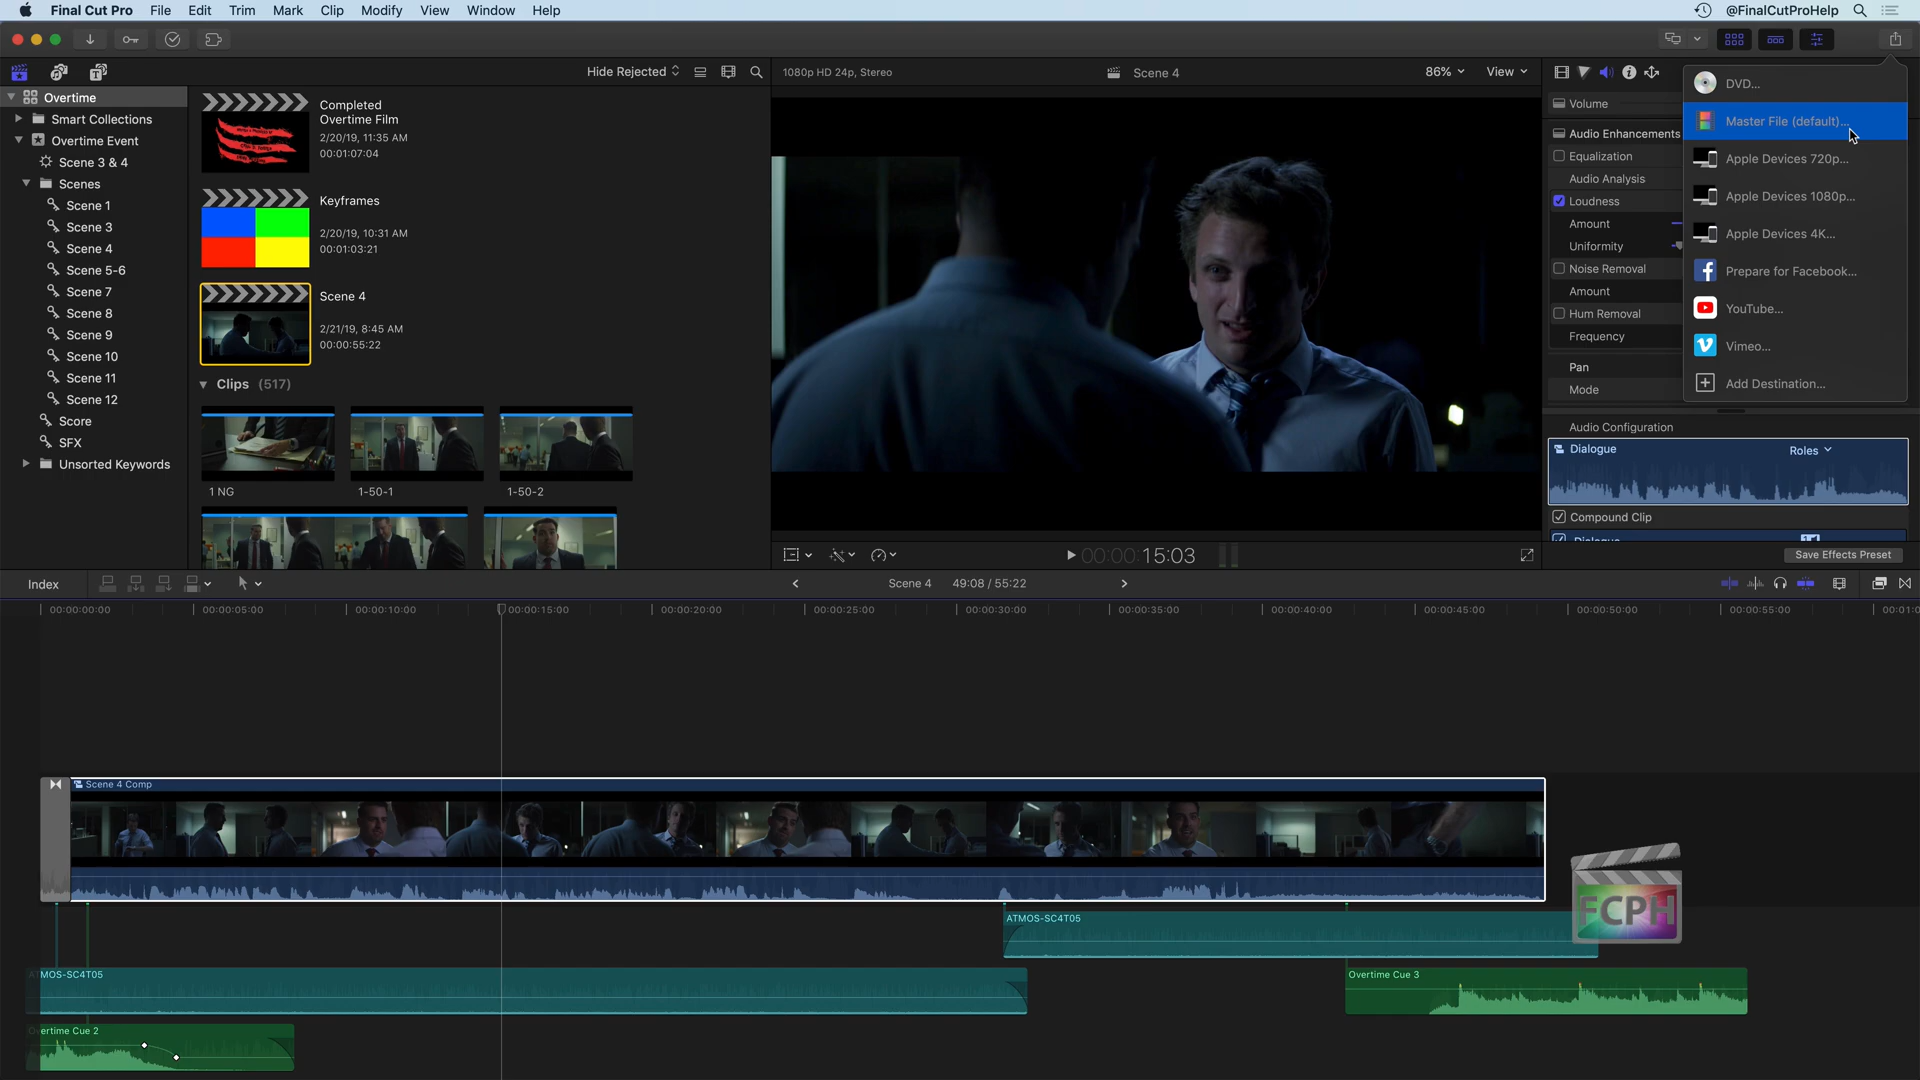 Final Cut Pro File Edit Trim Mark Clip Modify View Window Help
@FinalCutProHelp
Hide Rejected
1080p HD 24p, Stereo
Scene 4
86%
View
Overtime
Smart Collections
Overtime Event
Scene 3 & 4
Scenes
Scene 1
Scene 3
Scene 4
Scene 5-6
Scene 7
Scene 8
Scene 9
Scene 10
Scene 11
Scene 12
Score
SFX
Unsorted Keywords
Completed
Overtime Film
2/20/19, 11:35 AM
00:01:07:04
Keyframes
2/20/19, 10:31 AM
00:01:03:21
Scene 4
2/21/19, 8:45 AM
00:00:55:22
Clips (517)
1 NG
1-50-1
1-50-2
Volume
Audio Enhancements
Equalization
Audio Analysis
Loudness
Amount
Uniformity
Noise Removal
Amount
Hum Removal
Frequency
Pan
Mode
DVD...
Master File (default)...
Apple Devices 720p...
Apple Devices 1080p...
Apple Devices 4K...
Prepare for Facebook...
YouTube...
Vimeo...
Add Destination...
Audio Configuration
Dialogue
Roles
Compound Clip
Dialogue
Save Effects Preset
00:00:15:03
Index
Scene 4
49:08 / 55:22
00:00:00:00
00:00:05:00
00:00:10:00
00:00:15:00
00:00:20:00
00:00:25:00
00:00:30:00
00:00:35:00
00:00:40:00
00:00:45:00
00:00:50:00
00:00:55:00
00:01:0
Scene 4 Comp
FCPH
ATMOS-SC4T05
TMOS-SC4T05
Overtime Cue 3
ertime Cue 2